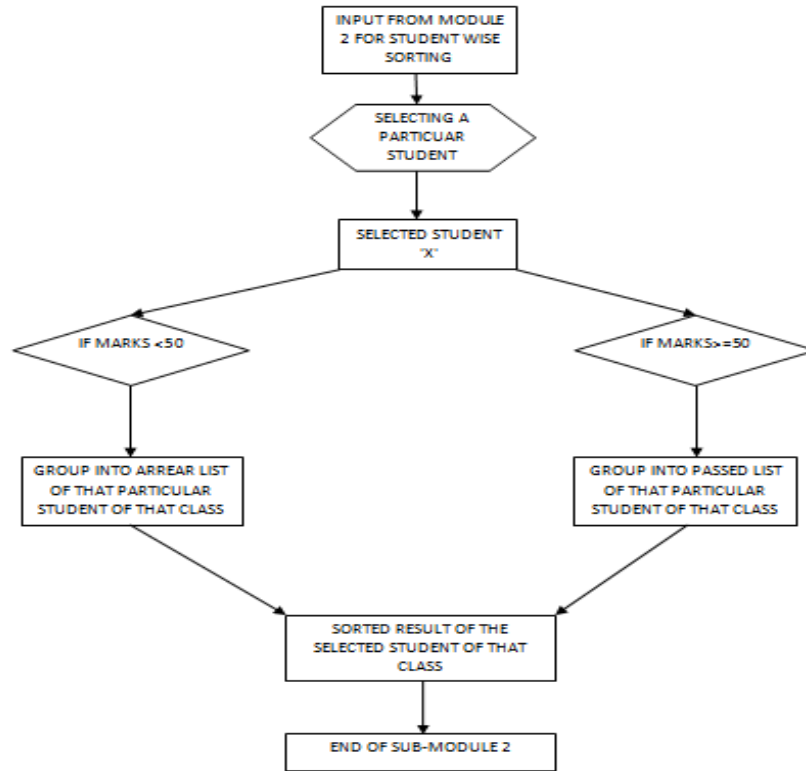 INPUT FROM MODULE
2 FOR STUDENT WISE
SORTING
SELECTING A
PARTICUAR
STUDENT
SELECTED STUDENT
"X"
IF MARKS <50
IF MARKS>=50
GROUP INTO ARREAR LIST
OF THAT PARTICULAR
STUDENT OF THAT CLASS
GROUP INTO PASSED LIST
OF THAT PARTICULAR
STUDENT OF THAT CLASS
SORTED RESULT OF THE
SELECTED STUDENT OF THAT
CLASS
END OF SUB-MODULE 2